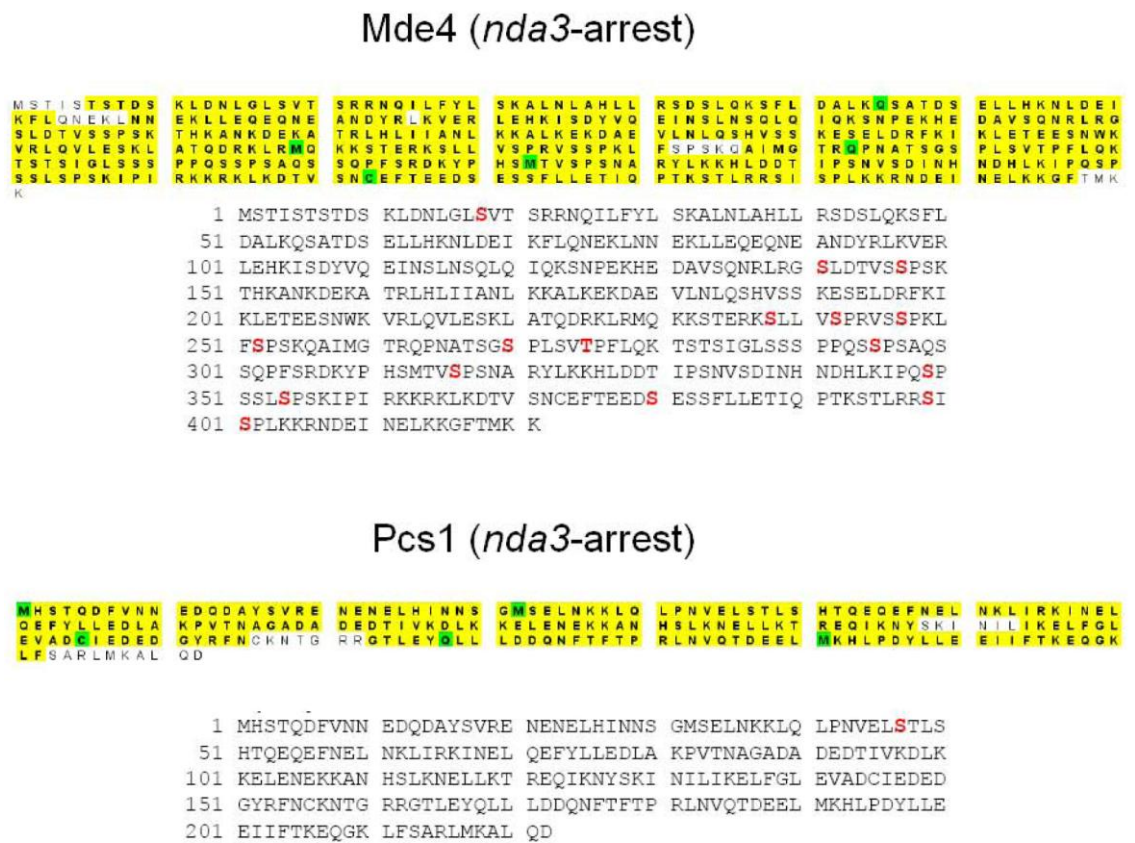 Mde4 (nda3-arrest)
MSTISTSTDS KLDNLGLSVT SRRNQILFYL SKALNLAHLL RSDSLQKSFL DALKQSATDS ELLHKNLDEI
KFLQNEKLNN EKLLEQEQNE ANDYRLKVER LEHKISDYVQ EINSLNSQLQ IQKSNPEKHE DAVSQNRLRG
SLDTVSSPSK THKANKDEKA TRLHLIIANL KKALKEKDAE VLNLQSHVSS KESELDRFKI KLETEESNWK
VRLQVLESKL ATQDRKLRMQ KKSTERKSLL VSPRVSSPKL FSPSKQAIMG TRQPNATSGS PLSVTPFLQK
TSTSIGLSSS PPQSSPSAQS SQPFSRDKYP HSMTVSPSNA RYLKKHLDDT IPSNVSDINH NDHLKIPQSP
SSLSPSKIPI RKKRKLKDTV SNCEFTEEDS ESSFLLETIQ PTKSTLRRSI SPLKKRNDEI NELKKGFTMK
K
1 MSTISTSTDS KLDNLGLSVT SRRNQILFYL SKALNLAHLL RSDSLQKSFL
51 DALKQSATDS ELLHKNLDEI KFLQNEKLNN EKLLEQEQNE ANDYRLKVER
101 LEHKISDYVQ EINSLNSQLQ IQKSNPEKHE DAVSQNRLRG SLDTVSSPSK
151 THKANKDEKA TRLHLIIANL KKALKEKDAE VLNLQSHVSS KESELDRFKI
201 KLETEESNWK VRLQVLESKL ATQDRKLRMQ KKSTERKSLL VSPRVSSPKL
251 FSPSKQAIMG TRQPNATSGS PLSVTPFLQK TSTSIGLSSS PPQSSPSAQS
301 SQPFSRDKYP HSMTVSPSNA RYLKKHLDDT IPSNVSDINH NDHLKIPQSP
351 SSLSPSKIPI RKKRKLKDTV SNCEFTEEDS ESSFLLETIQ PTKSTLRRSI
401 SPLKKRNDEI NELKKGFTMK K
Pcs1 (nda3-arrest)
MHSTQDFVNN EDQDAYSVRE NENELHINNS GMSELNKKLQ LPNVELSTLS HTQEQEFNEL NKLIRKINEL
QEFYLLEDLA KPVTNAGADA DEDTIVKDLK KELENEKKAN HSLKNELLKT REQIKNYSKI NILIKELFGL
EVADCIEDED GYRFNCKNTG RRGTLEYQLL LDDQNFTFTP RLNVQTDEEL MKHLPDYLLE EIIFTKEQGK
LFSARLMKAL QD
1 MHSTQDFVNN EDQDAYSVRE NENELHINNS GMSELNKKLQ LPNVELSTLS
51 HTQEQEFNEL NKLIRKINEL QEFYLLEDLA KPVTNAGADA DEDTIVKDLK
101 KELENEKKAN HSLKNELLKT REQIKNYSKI NILIKELFGL EVADCIEDED
151 GYRFNCKNTG RRGTLEYQLL LDDQNFTFTP RLNVQTDEEL MKHLPDYLLE
201 EIIFTKEQGK LFSARLMKAL QD